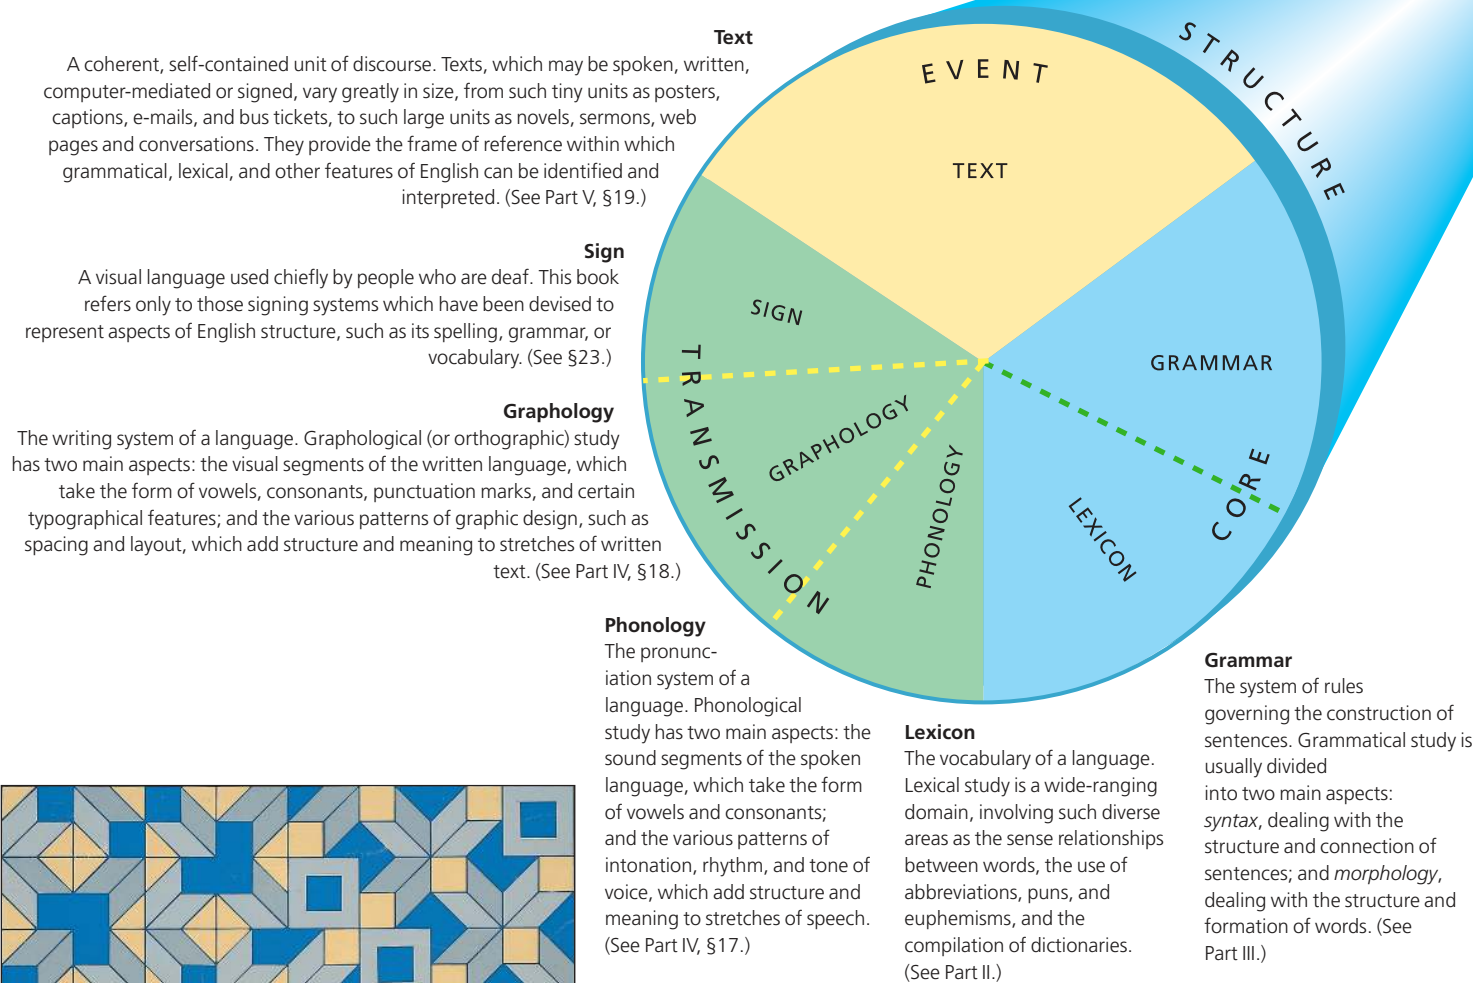 Text
A coherent, self-contained unit of discourse. Texts, which may be spoken, written,
computer-mediated or signed, vary greatly in size, from such tiny units as posters,
captions, e-mails, and bus tickets, to such large units as novels, sermons, web
pages and conversations. They provide the frame of reference within which
grammatical, lexical, and other features of English can be identified and
interpreted. (See Part V, §19.)
Sign
A visual language used chiefly by people who are deaf. This book
refers only to those signing systems which have been devised to
represent aspects of English structure, such as its spelling, grammar, or
vocabulary. (See §23.)
Graphology
The writing system of a language. Graphological (or orthographic) study
has two main aspects: the visual segments of the written language, which
take the form of vowels, consonants, punctuation marks, and certain
typographical features; and the various patterns of graphic design, such as
spacing and layout, which add structure and meaning to stretches of written
text. (See Part IV, §18.)
STRUCTURE
EVENT
TEXT
SIGN
TRANSMISSION
GRAPHOLOGY
PHONOLOGY
GRAMMAR
LEXICON
CORE
Phonology
The pronunc-
iation system of a
language. Phonological
study has two main aspects: the
sound segments of the spoken
language, which take the form
of vowels and consonants;
and the various patterns of
intonation, rhythm, and tone of
voice, which add structure and
meaning to stretches of speech.
(See Part IV, §17.)
Lexicon
The vocabulary of a language.
Lexical study is a wide-ranging
domain, involving such diverse
areas as the sense relationships
between words, the use of
abbreviations, puns, and
euphemisms, and the
compilation of dictionaries.
(See Part II.)
Grammar
The system of rules
governing the construction of
sentences. Grammatical study is
usually divided
into two main aspects:
syntax, dealing with the
structure and connection of
sentences; and morphology,
dealing with the structure and
formation of words. (See
Part III.)